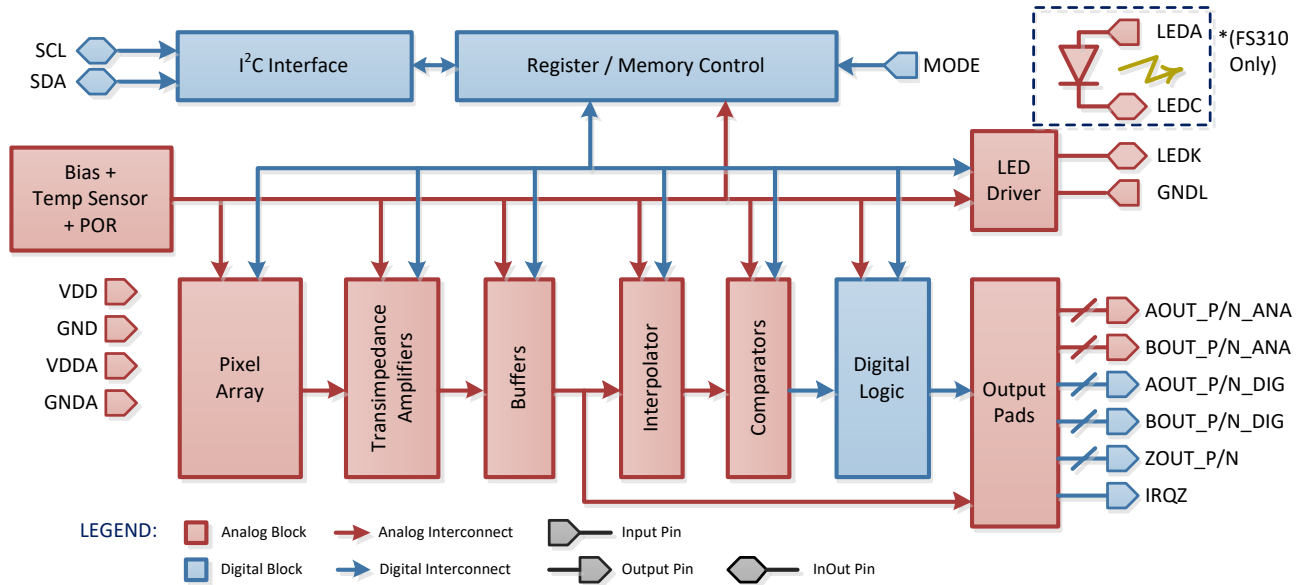 SCL
SDA
I²C Interface
Register / Memory Control
MODE
LEDA
LEDC
*(FS310
Only)
Bias +
Temp Sensor
+ POR
LED
Driver
LEDK
GNDL
VDD
GND
VDDA
GNDA
Pixel
Array
Transimpedance
Amplifiers
Buffers
Interpolator
Comparators
Digital
Logic
Output
Pads
AOUT_P/N_ANA
BOUT_P/N_ANA
AOUT_P/N_DIG
BOUT_P/N_DIG
ZOUT_P/N
IRQZ
LEGEND:
Analog Block
Analog Interconnect
Input Pin
Digital Block
Digital Interconnect
Output Pin
InOut Pin